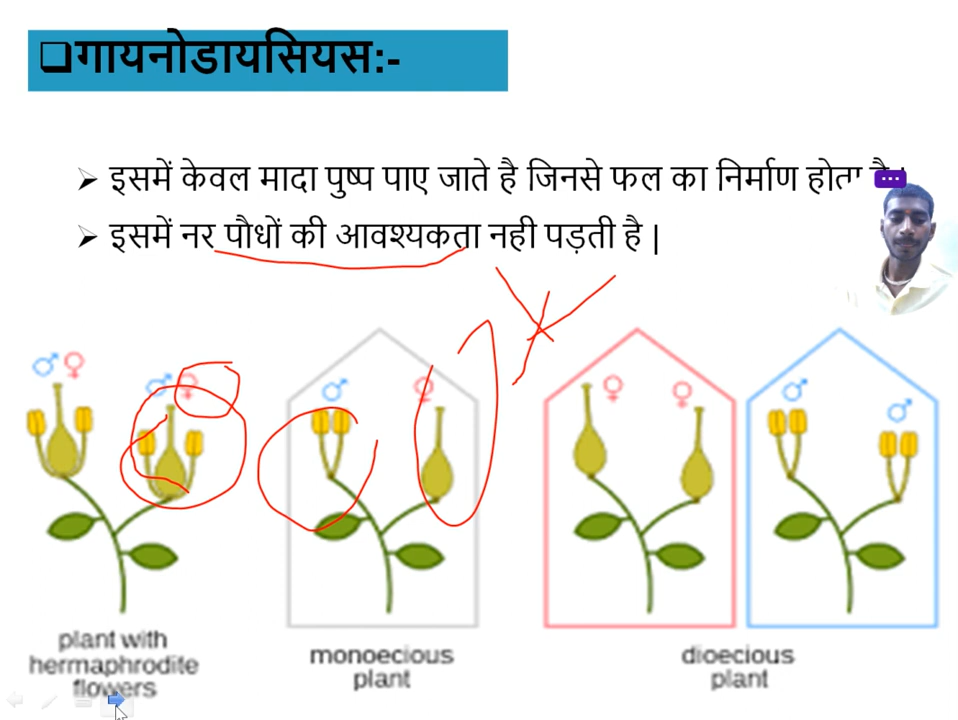 गायनोडायसियस:-
इसमें केवल मादा पुष्प पाए जाते है जिनसे फल का निर्माण होता है |
इसमें नर पौधों की आवश्यकता नही पड़ती है |
plant with
hermaphrodite
flowers
monoecious
plant
dioecious
plant